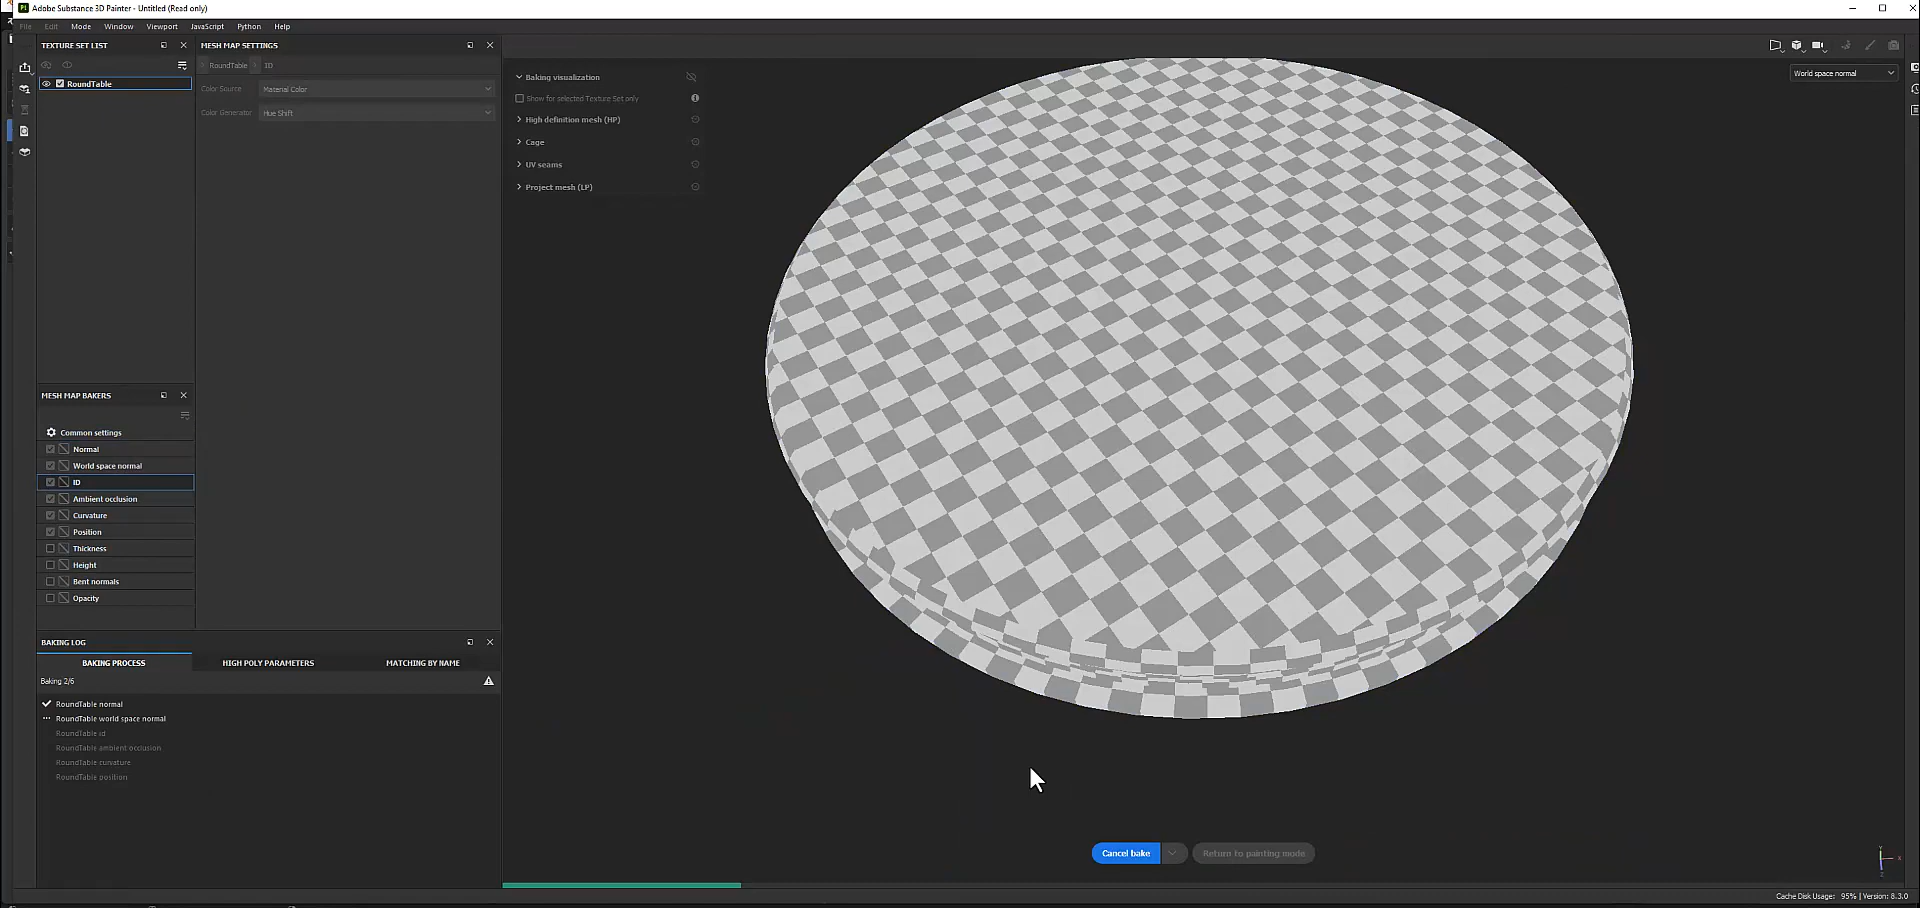 Adobe Substance 3D Painter - Untitled (Read only)
File Edit Mode Window Viewport JavaScript Python Help
TEXTURE SET LIST
RoundTable
MESH MAP SETTINGS
RoundTable > ID
Color Source Material Color
Color Generator Hue Shift
Baking visualization
Show for selected Texture Set only
High definition mesh (HP)
Cage
UV seams
Project mesh (LP)
World space normal
MESH MAP BAKERS
Common settings
Normal
World space normal
ID
Ambient occlusion
Curvature
Position
Thickness
Height
Bent normals
Opacity
BAKING LOG
BAKING PROCESS HIGH POLY PARAMETERS MATCHING BY NAME
Baking 2/6
RoundTable normal
RoundTable world space normal
RoundTable id
RoundTable ambient occlusion
RoundTable curvature
RoundTable position
Cancel bake Return to painting mode
Cache Disk Usage: 95% | Version: 8.3.0